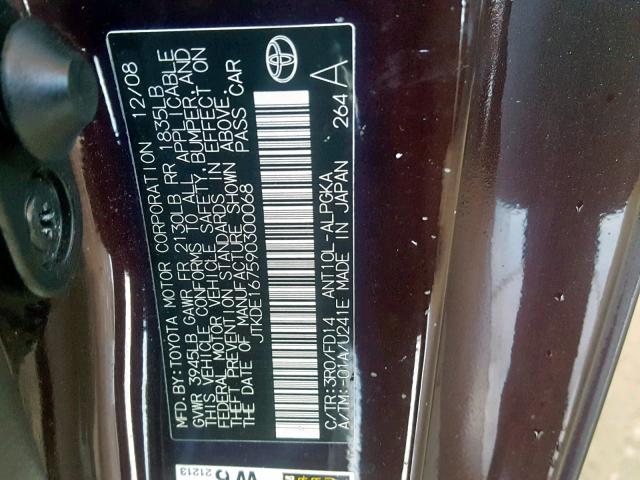 MFD.BY:TOYOTA MOTOR CORPORATION 12/08
GVWR 3945LB GAWR FR 2130LB RR 1835LB
THIS VEHICLE CONFORMS TO ALL APPLICABLE
FEDERAL MOTOR VEHICLE SAFETY, BUMPER, AND
THEFT PREVENTION STANDARDS IN EFFECT ON
THE DATE OF MANUFACTURE SHOWN ABOVE.
JTKDE167590300068 PASS CAR
C/TR:3R0/FD14 ANT10L-ALPGKA 264 A
A/TM:-01A/U241E MADE IN JAPAN
21213